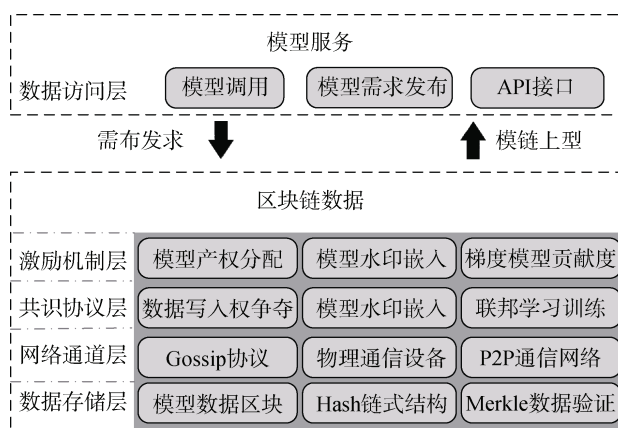 模型服务
数据访问层 模型调用 模型需求发布 API接口
需布发求 模链上型
区块链数据
激励机制层 模型产权分配 模型水印嵌入 梯度模型贡献度
共识协议层 数据写入权争夺 模型水印嵌入 联邦学习训练
网络通道层 Gossip协议 物理通信设备 P2P通信网络
数据存储层 模型数据区块 Hash链式结构 Merkle数据验证